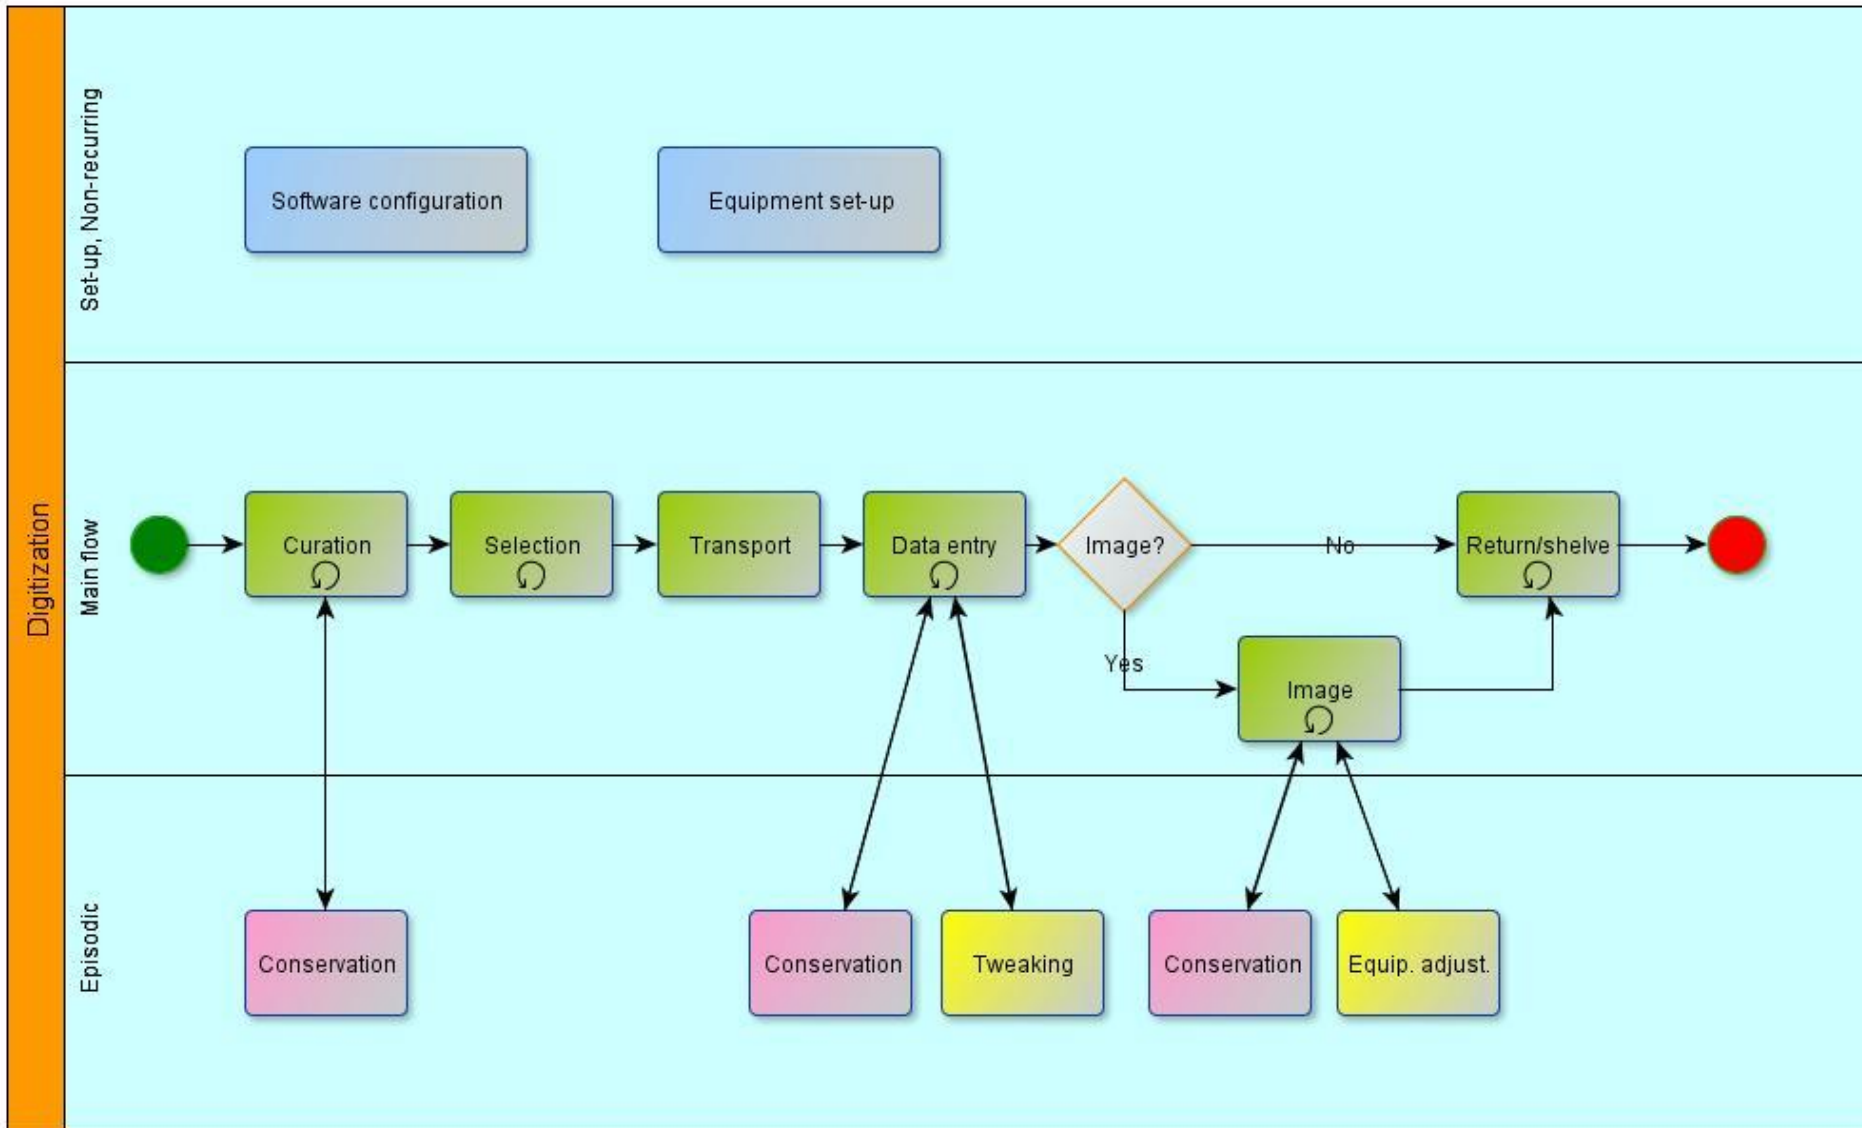 Digitization
Set-up, Non-recurring
Software configuration
Equipment set-up
Main flow
Curation
Selection
Transport
Data entry
Image?
No
Return/shelve
Yes
Image
Episodic
Conservation
Conservation
Tweaking
Conservation
Equip. adjust.